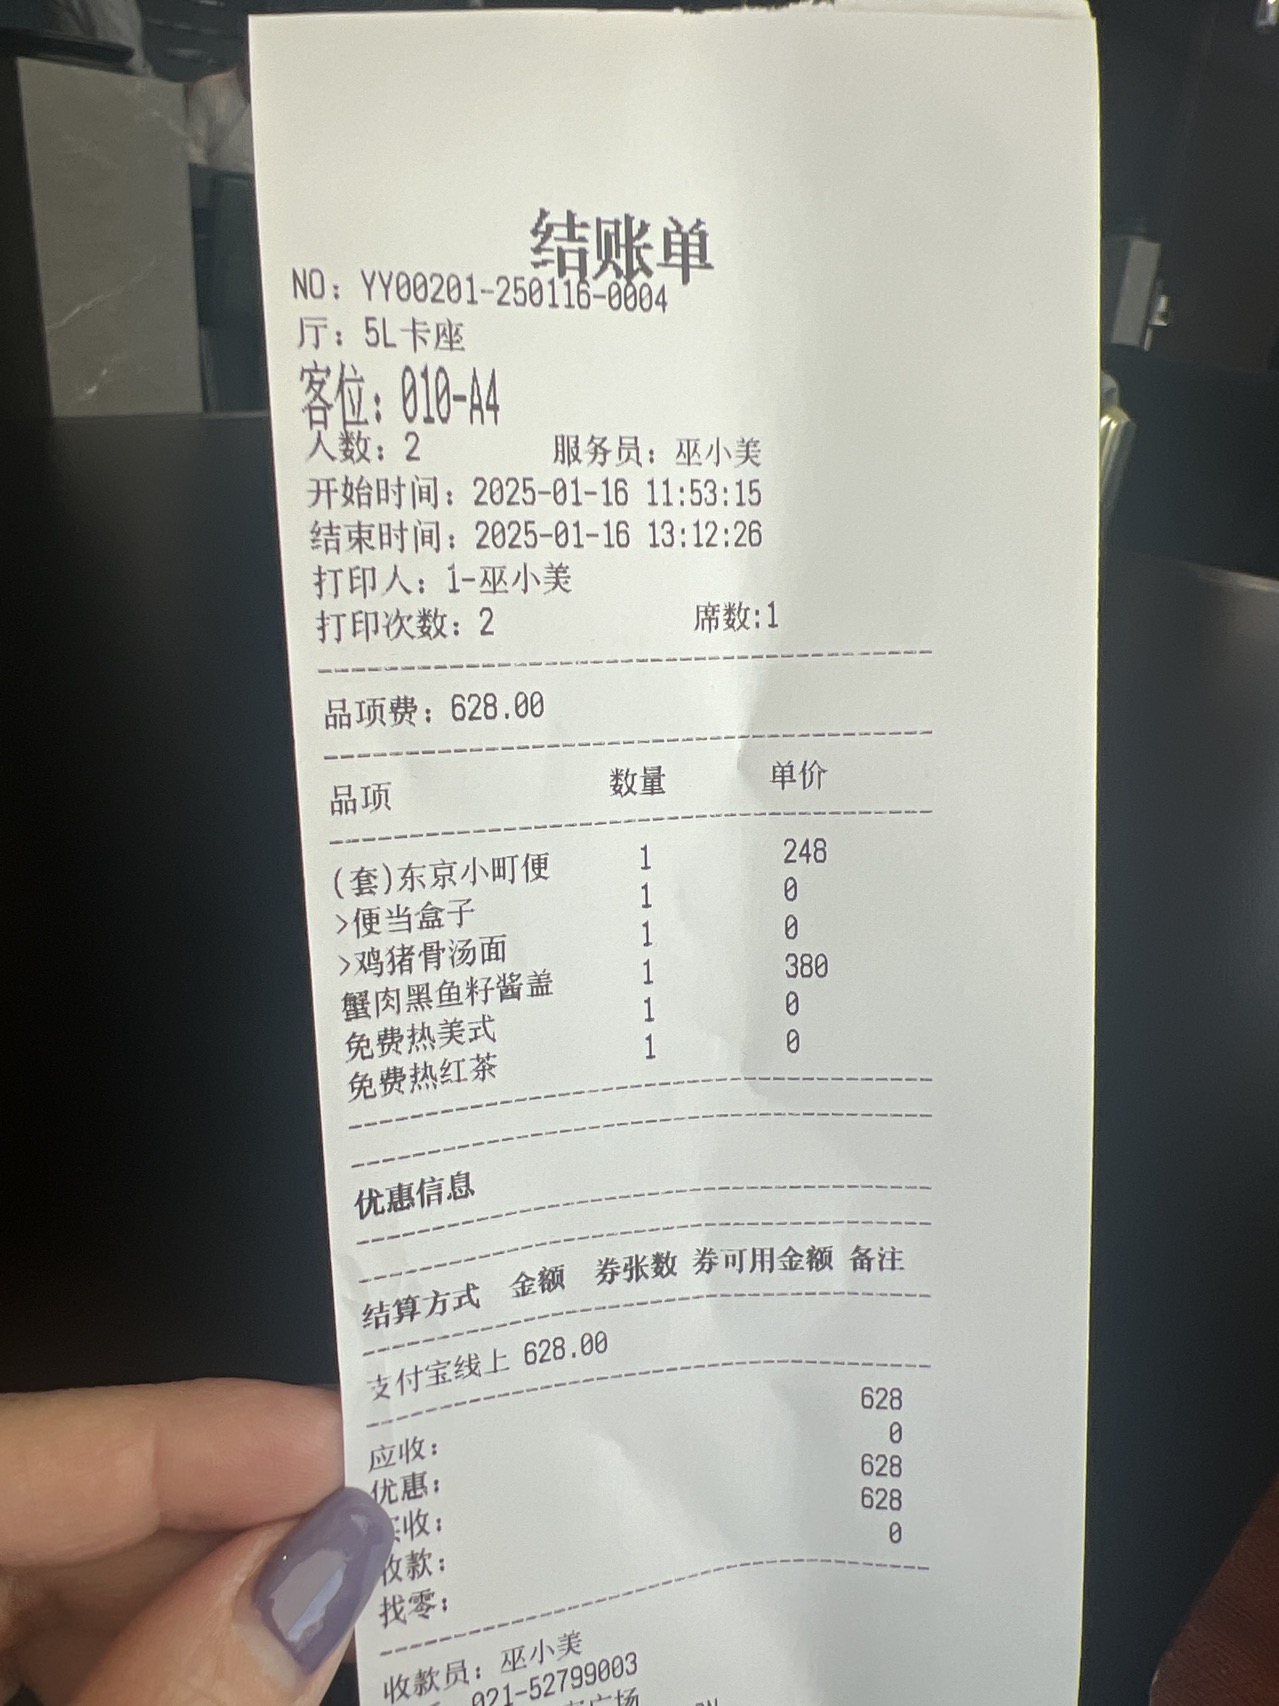 结账单
NO: YY00201-250116-0004
厅: 5L卡座
客位: 010-A4
人数: 2 服务员: 巫小美
开始时间: 2025-01-16 11:53:15
结束时间: 2025-01-16 13:12:26
打印人: 1-巫小美
打印次数: 2 席数:1
品项费: 628.00
品项 数量 单价
(套)东京小町便 1 248
>便当盒子 1 0
>鸡猪骨汤面 1 0
蟹肉黑鱼籽酱盖 1 380
免费热美式 1 0
免费热红茶 1 0
优惠信息
结算方式 金额 券张数 券可用金额 备注
支付宝线上 628.00
应收: 628
优惠: 0
实收: 628
收款: 628
找零: 0
收款员: 巫小美
021-52799003
广场